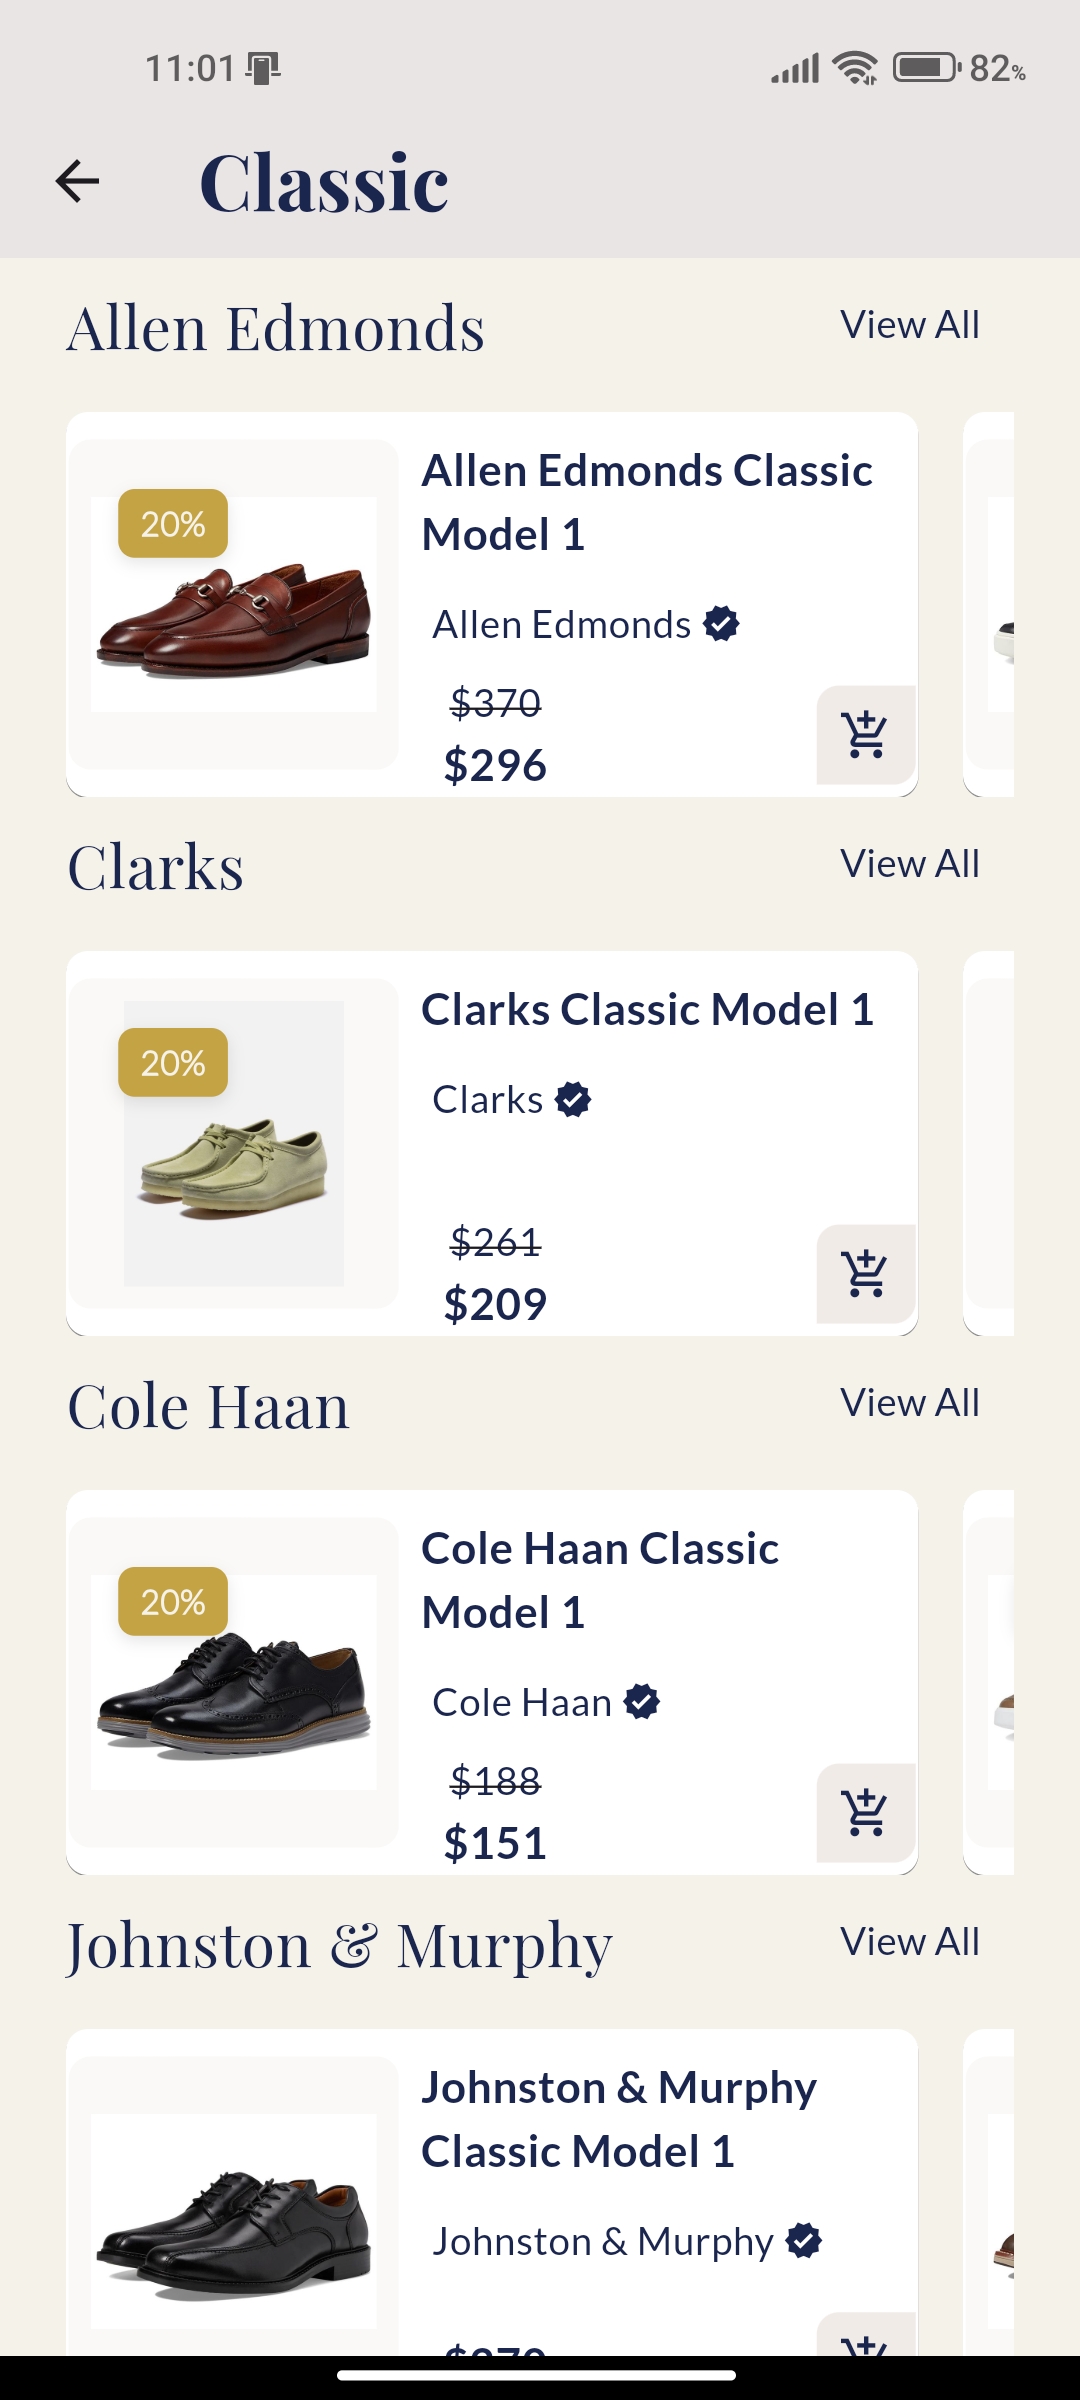 11:01 82%
Classic
Allen Edmonds View All
20%
Allen Edmonds Classic
Model 1
Allen Edmonds
$370
$296
Clarks View All
20%
Clarks Classic Model 1
Clarks
$261
$209
Cole Haan View All
20%
Cole Haan Classic
Model 1
Cole Haan
$188
$151
Johnston & Murphy View All
Johnston & Murphy
Classic Model 1
Johnston & Murphy